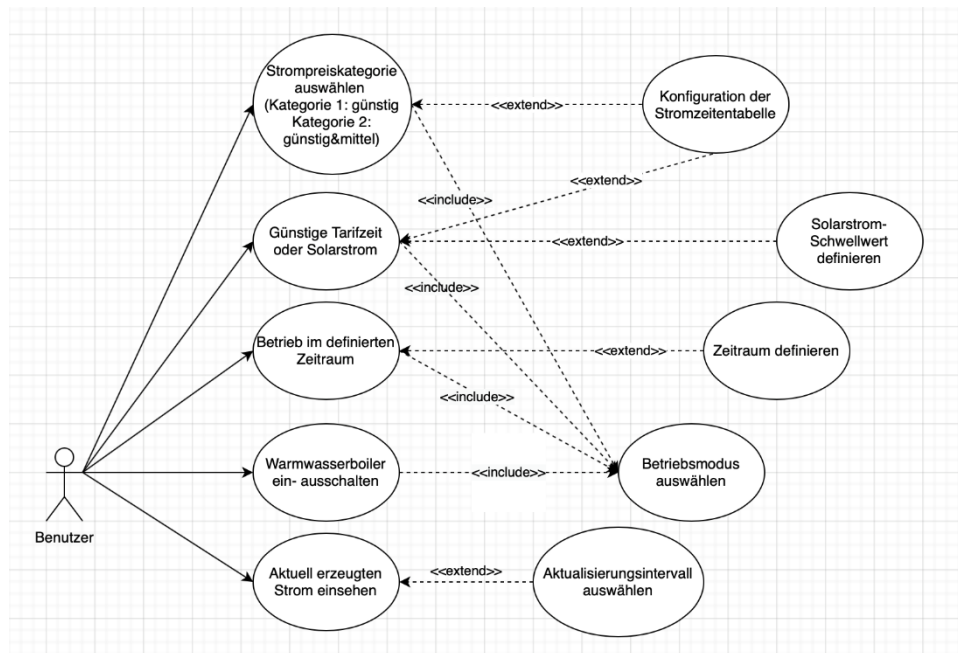 Strompreiskategorie
auswählen
(Kategorie 1: günstig
Kategorie 2:
günstig&mittel)
<<extend>>
Konfiguration der
Stromzeitentabelle
<<extend>>
<<include>>
Günstige Tarifzeit
oder Solarstrom
<<extend>>
Solarstrom-
Schwellwert
definieren
<<include>>
Betrieb im definierten
Zeitraum
<<extend>>
Zeitraum definieren
<<include>>
Warmwasserboiler
ein- ausschalten
<<include>>
Betriebsmodus
auswählen
Benutzer
Aktuell erzeugten
Strom einsehen
<<extend>>
Aktualisierungsintervall
auswählen